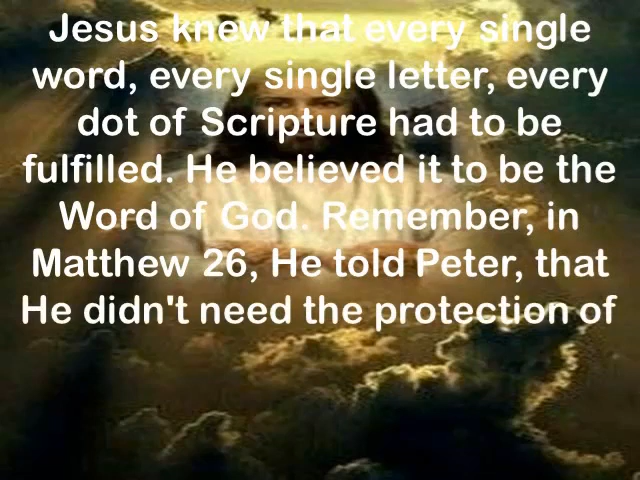 Jesus knew that every single
word, every single letter, every
dot of Scripture had to be
fulfilled. He believed it to be the
Word of God. Remember, in
Matthew 26, He told Peter, that
He didn't need the protection of